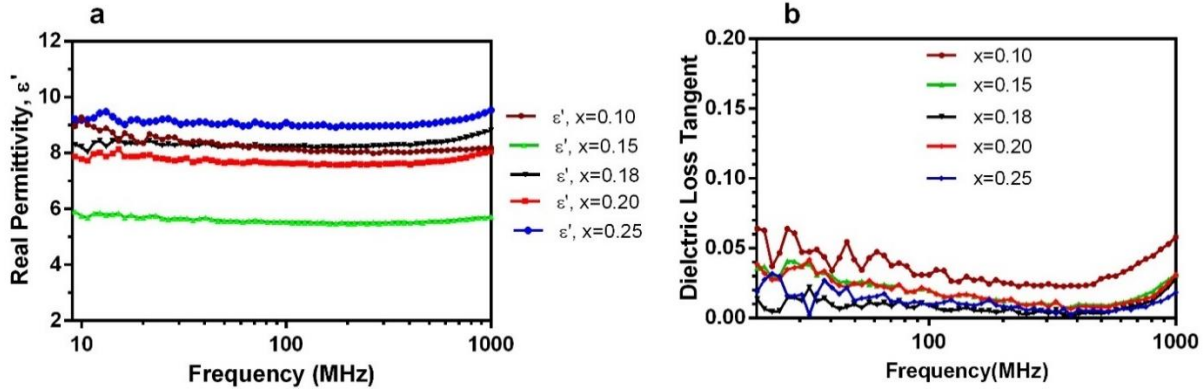 a
12
10
8
6
4
2
10
100
1000
Real Permittivity, ε'
Frequency (MHz)
ε', x=0.10
ε', x=0.15
ε', x=0.18
ε', x=0.20
ε', x=0.25
b
0.20
0.15
0.10
0.05
0.00
100
1000
Dielctric Loss Tangent
Frequency(MHz)
x=0.10
x=0.15
x=0.18
x=0.20
x=0.25